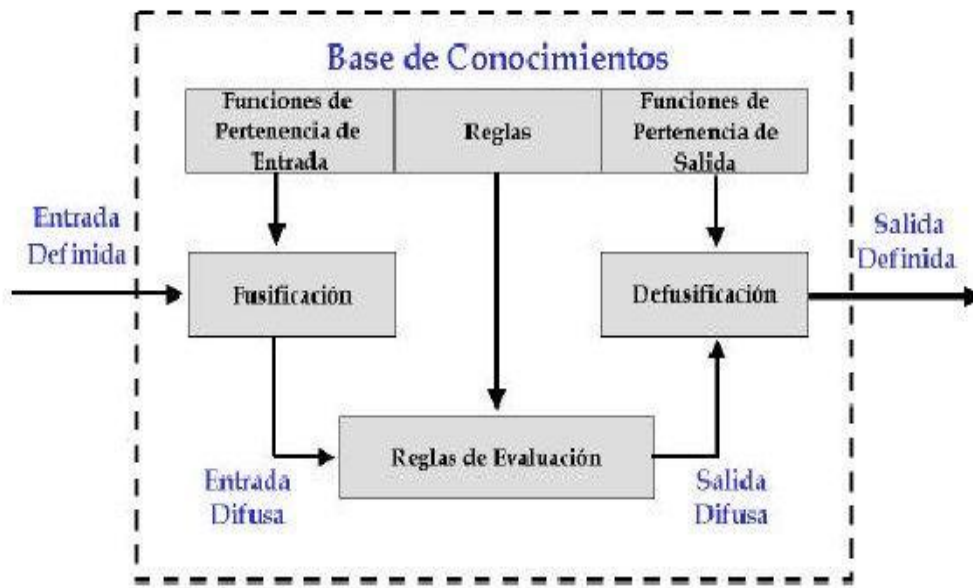 Base de Conocimientos
Funciones de
Pertenencia de
Entrada
Reglas
Funciones de
Pertenencia de
Salida
Entrada
Definida
Salida
Definida
Fusificación
Defusificación
Reglas de Evaluación
Entrada
Difusa
Salida
Difusa